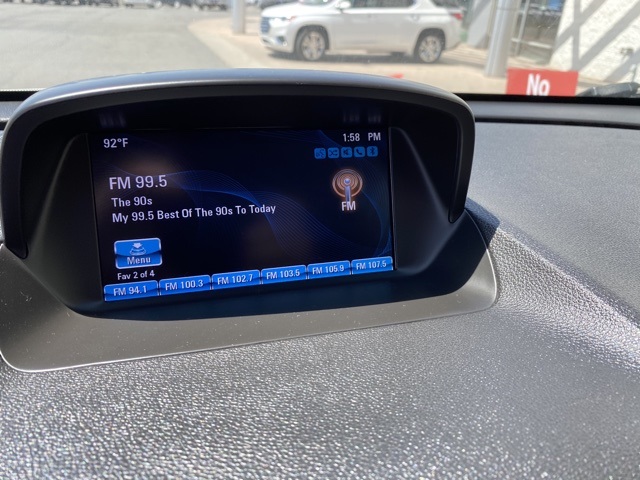 92°F
1:58 PM
FM 99.5
The 90s
My 99.5 Best Of The 90s To Today
FM
Menu
Fav 2 of 4
FM 94.1
FM 100.3
FM 102.7
FM 103.5
FM 105.9
FM 107.5
No